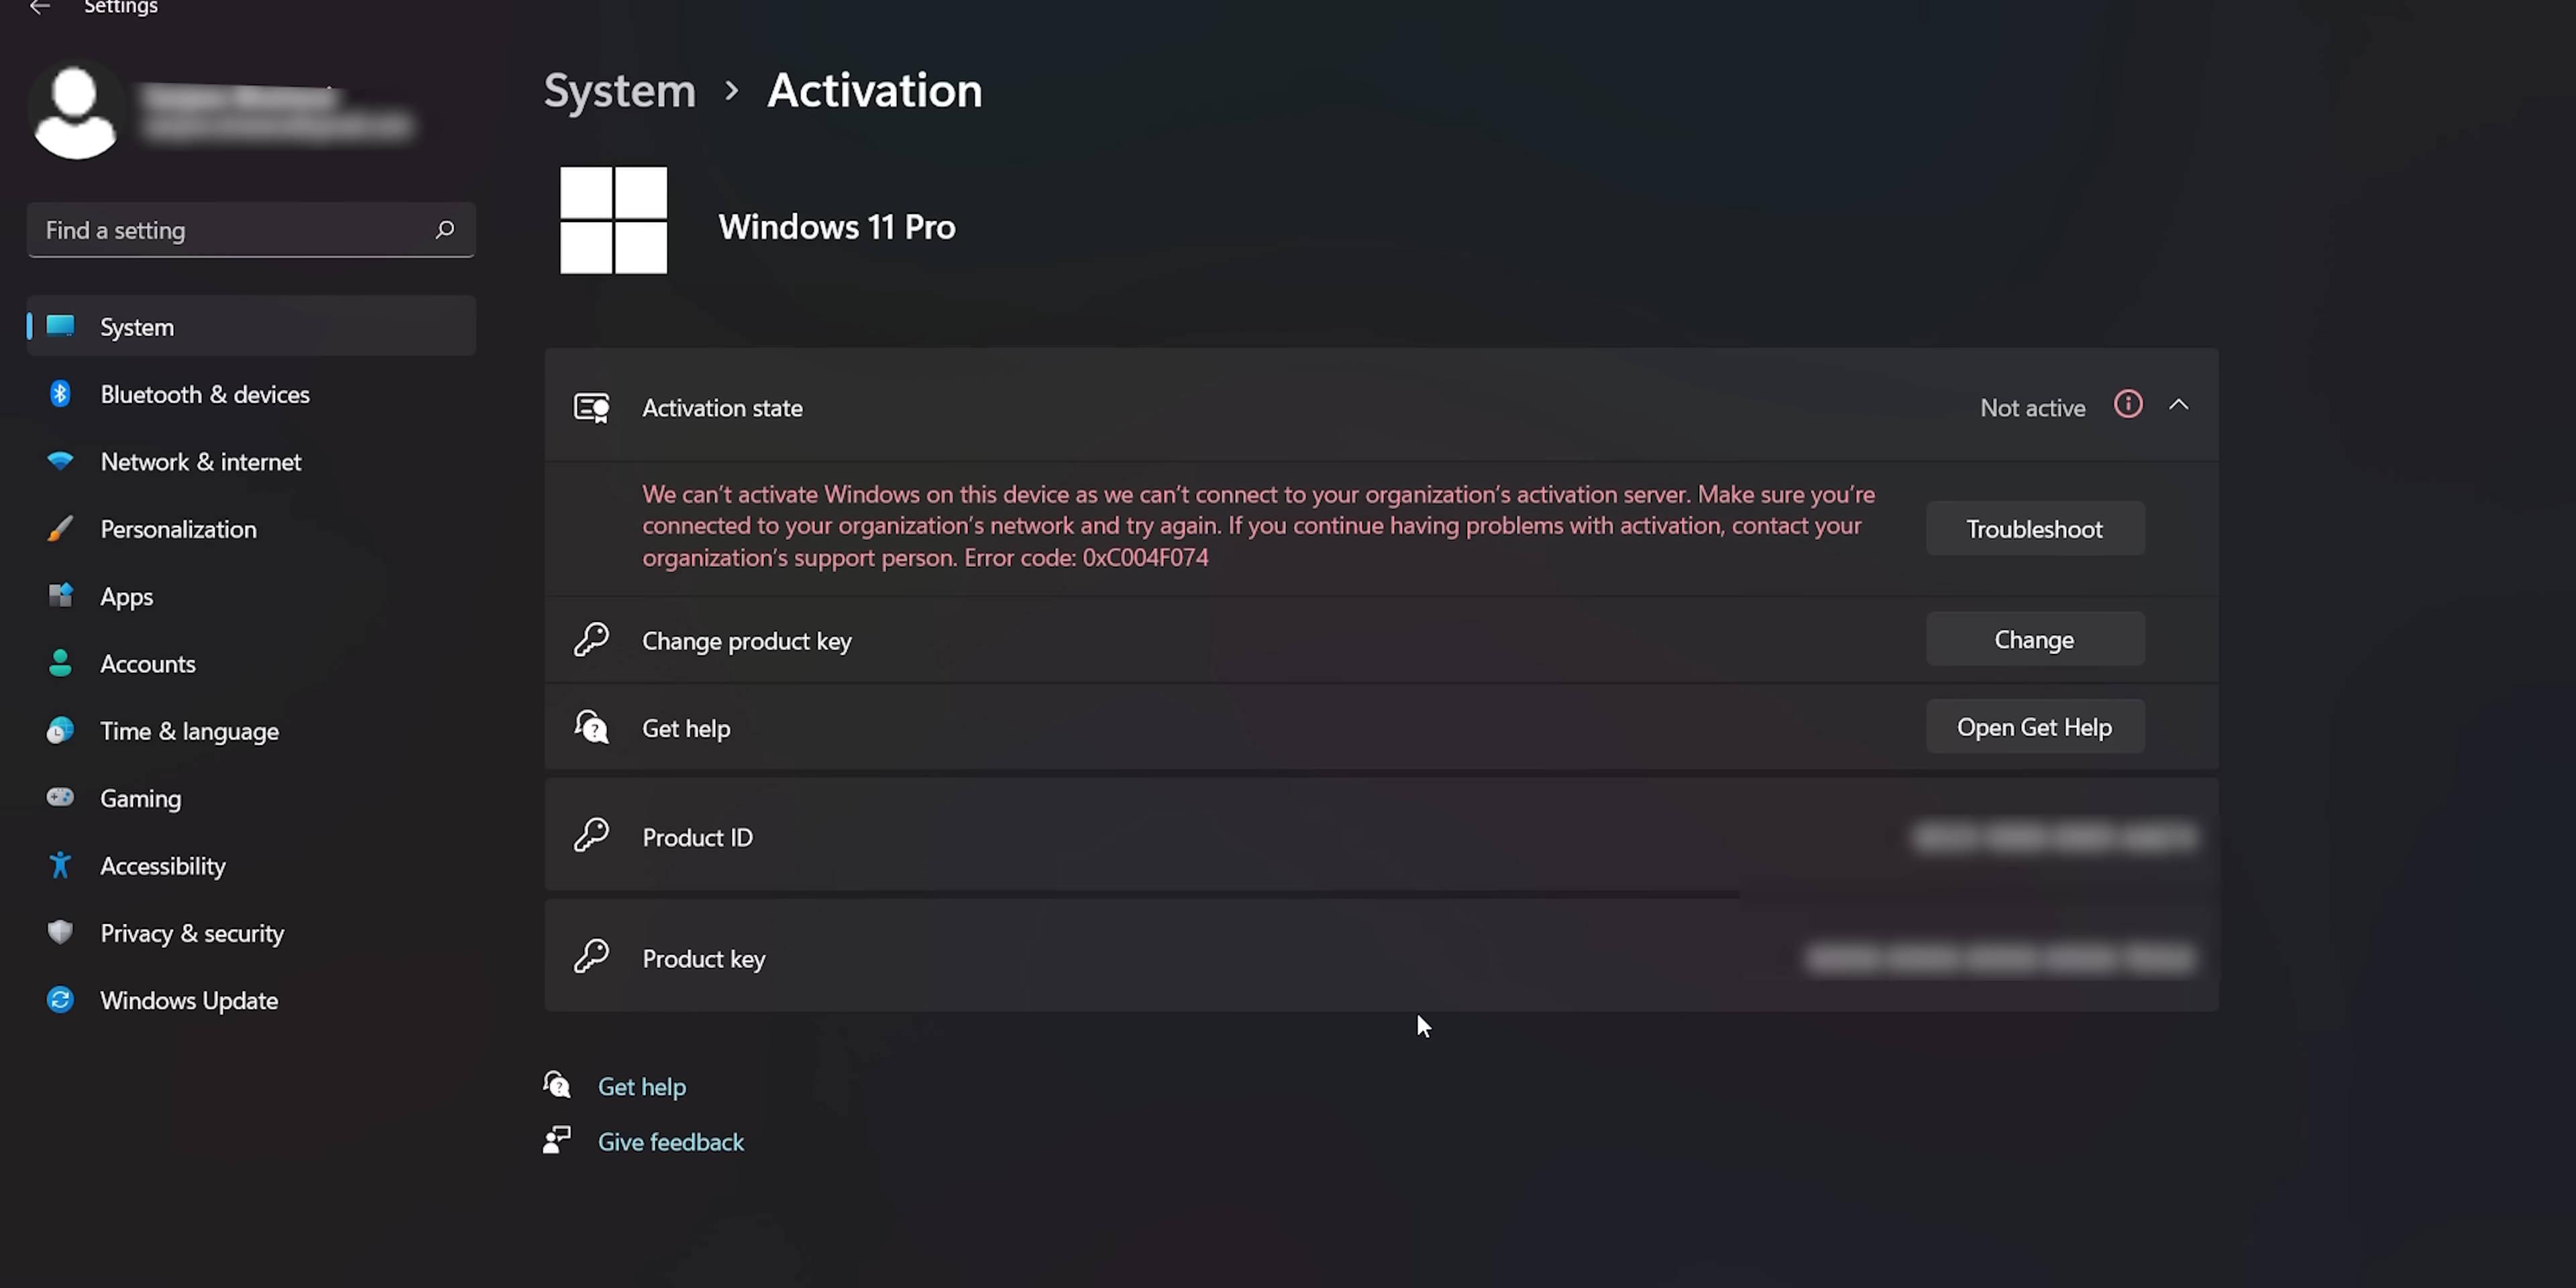 Settings
Find a setting
System
Bluetooth & devices
Network & internet
Personalization
Apps
Accounts
Time & language
Gaming
Accessibility
Privacy & security
Windows Update
System > Activation
Windows 11 Pro
Activation state
Not active
We can't activate Windows on this device as we can't connect to your organization's activation server. Make sure you're
connected to your organization's network and try again. If you continue having problems with activation, contact your
organization's support person. Error code: 0xC004F074
Troubleshoot
Change product key
Change
Get help
Open Get Help
Product ID
Product key
Get help
Give feedback